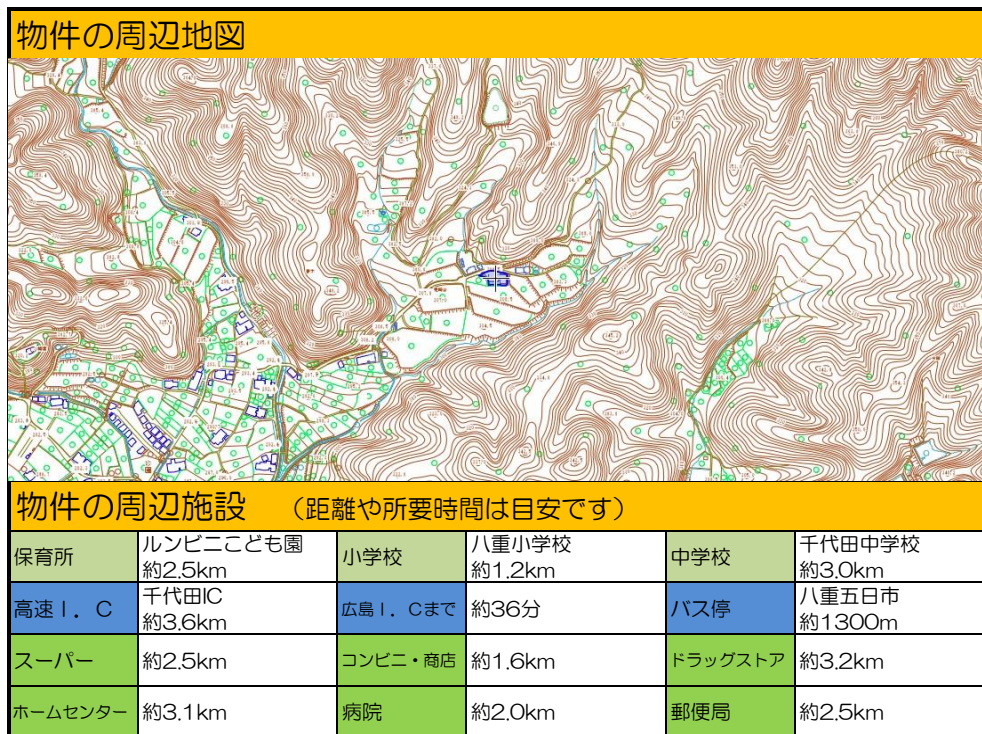 物件の周辺地図
物件の周辺施設 （距離や所要時間は目安です）
保育所
ルンビニこども園
約2.5km
小学校
八重小学校
約1.2km
中学校
千代田中学校
約3.0km
高速Ｉ．Ｃ
千代田IC
約3.6km
広島Ｉ．Ｃまで
約36分
バス停
八重五日市
約1300m
スーパー
約2.5km
コンビニ・商店
約1.6km
ドラッグストア
約3.2km
ホームセンター
約3.1km
病院
約2.0km
郵便局
約2.5km